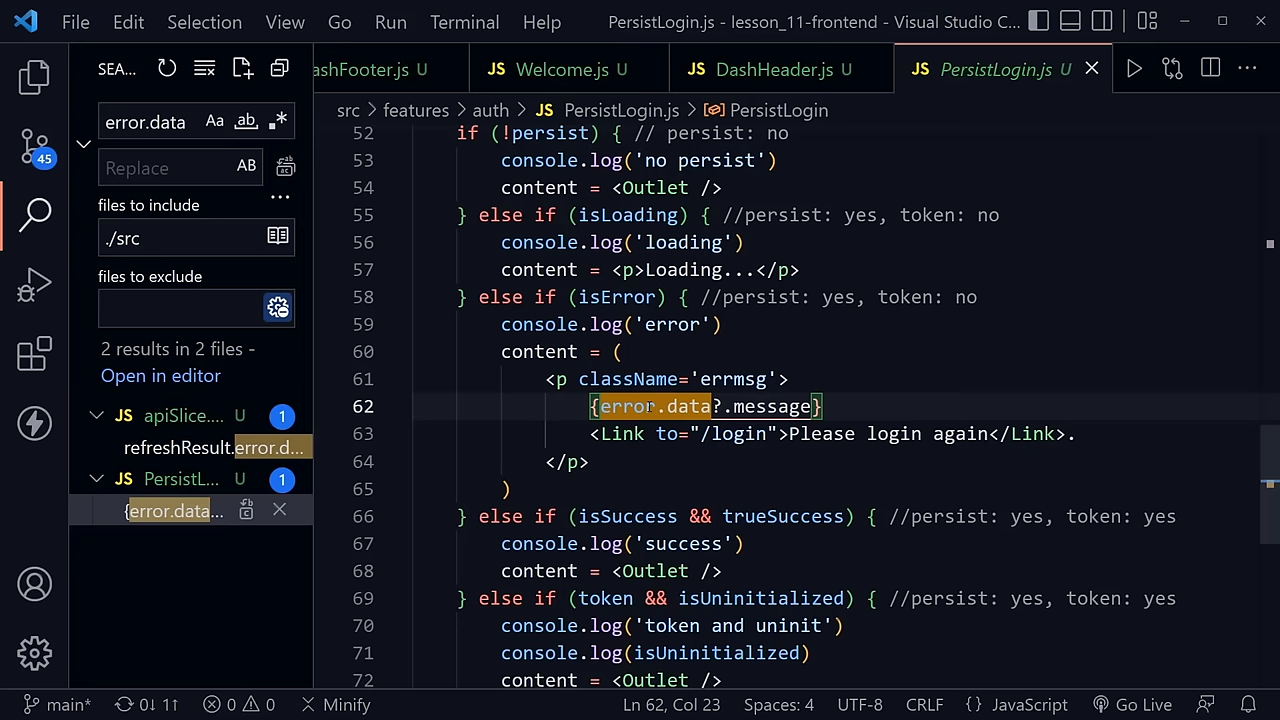 File Edit Selection View Go Run Terminal Help PersistLogin.js - lesson_11-frontend - Visual Studio C...
SEA...
ashFooter.js U JS Welcome.js U JS DashHeader.js U JS PersistLogin.js U
error.data Aa ab .*
Replace AB
files to include
./src
files to exclude
2 results in 2 files -
Open in editor
JS apiSlice.... U 1
refreshResult.error.d...
JS PersistL... U 1
{error.data...
src > features > auth > JS PersistLogin.js > PersistLogin
52 if (!persist) { // persist: no
53 console.log('no persist')
54 content = <Outlet />
55 } else if (isLoading) { //persist: yes, token: no
56 console.log('loading')
57 content = <p>Loading...</p>
58 } else if (isError) { //persist: yes, token: no
59 console.log('error')
60 content = (
61 <p className='errmsg'>
62 {error.data?.message}
63 <Link to="/login">Please login again</Link>.
64 </p>
65 )
66 } else if (isSuccess && trueSuccess) { //persist: yes, token: yes
67 console.log('success')
68 content = <Outlet />
69 } else if (token && isUninitialized) { //persist: yes, token: yes
70 console.log('token and uninit')
71 console.log(isUninitialized)
72 content = <Outlet />
45
main* 0↓ 1↑ 0 0 Minify Ln 62, Col 23 Spaces: 4 UTF-8 CRLF {} JavaScript Go Live